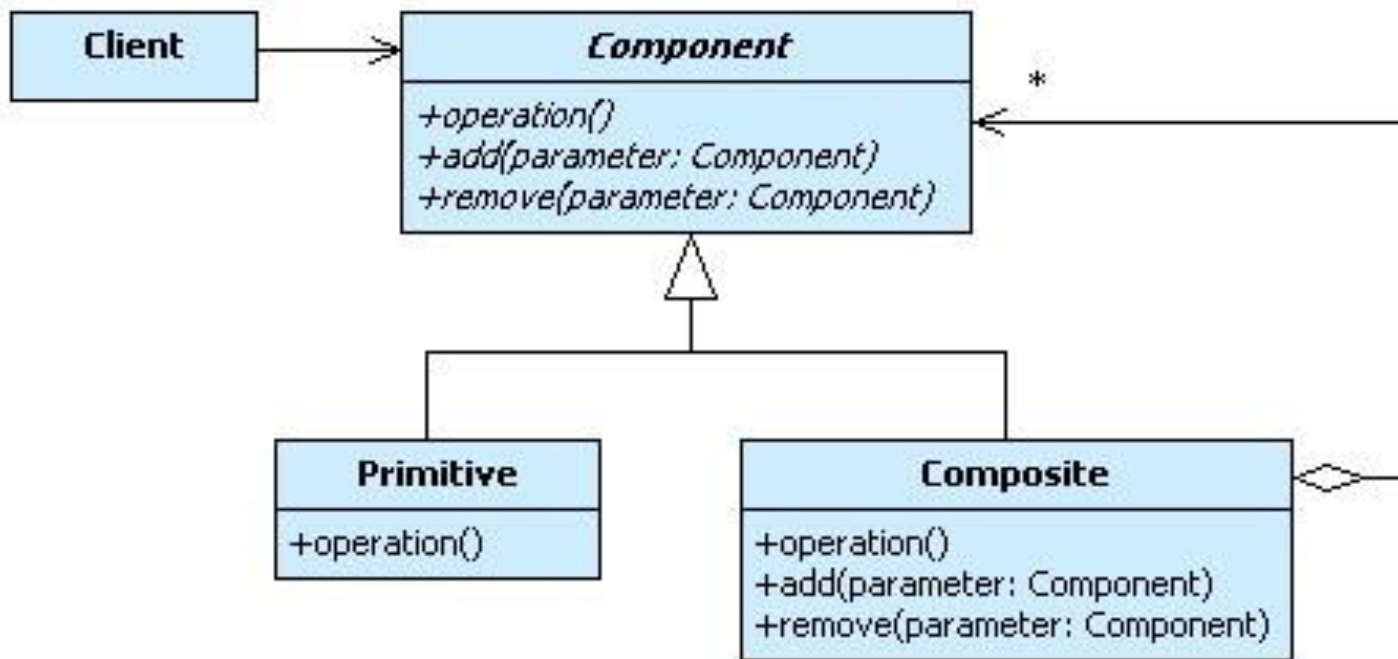 Client
Component
+operation()
+add(parameter: Component)
+remove(parameter: Component)
*
Primitive
+operation()
Composite
+operation()
+add(parameter: Component)
+remove(parameter: Component)